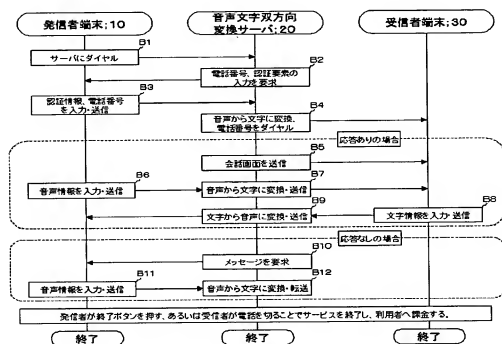 発信者端末;10
音声文字双方向
変換サーバ;20
受信者端末;30
B1
サーバにダイヤル
B2
電話番号、認証要素の
入力を要求
B3
認証情報、電話番号
を入力・送信
B4
音声から文字に変換、
電話番号をダイヤル
応答ありの場合
B5
会話画面を送信
B6
音声情報を入力・送信
B7
音声から文字に変換・送信
B8
文字情報を入力・送信
B9
文字から音声に変換・送信
応答なしの場合
B10
メッセージを要求
B11
音声情報を入力・送信
B12
音声から文字に変換・転送
発信者が終了ボタンを押す、あるいは受信者が電話を切ることでサービスを終了し、利用者へ課金する。
終了
終了
終了